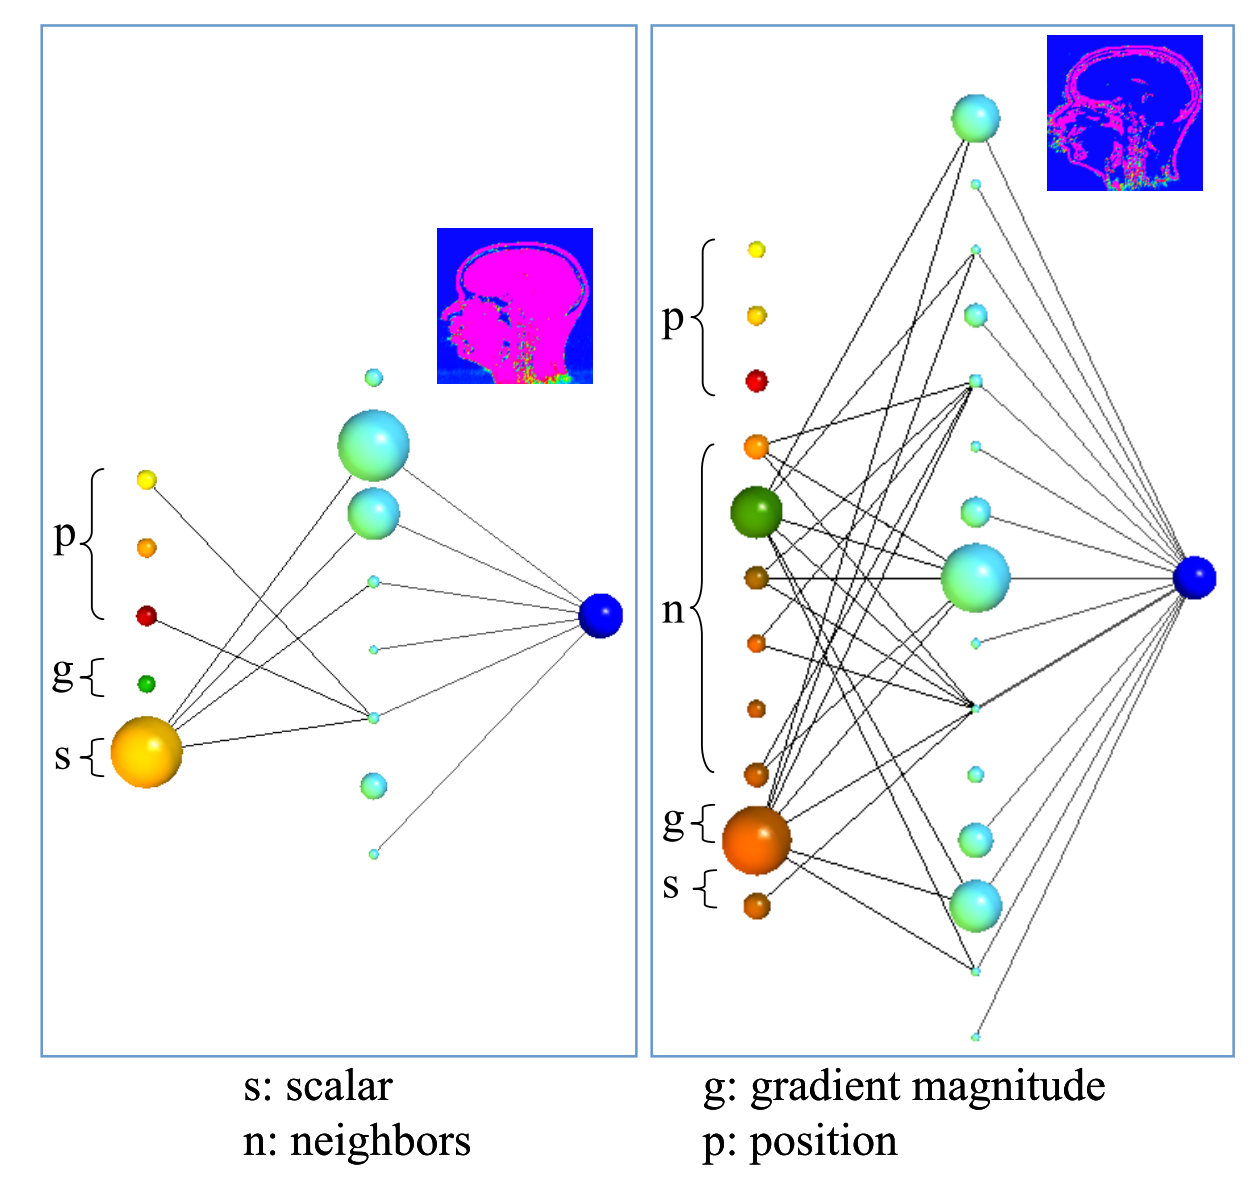 p
g
s
p
n
g
s
s: scalar
g: gradient magnitude
n: neighbors
p: position